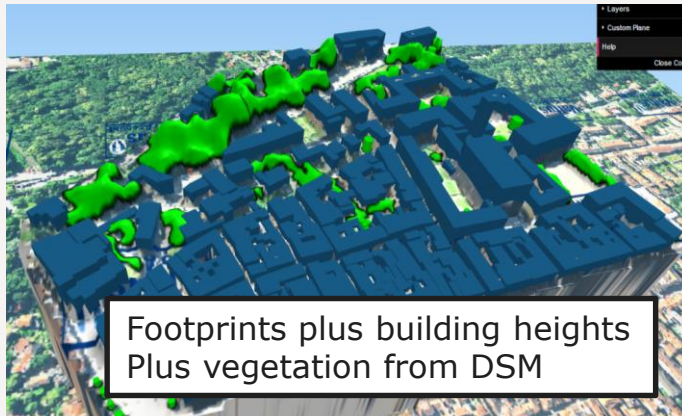 Layers
Custom Plane
Help
Close Co
Footprints plus building heights
Plus vegetation from DSM